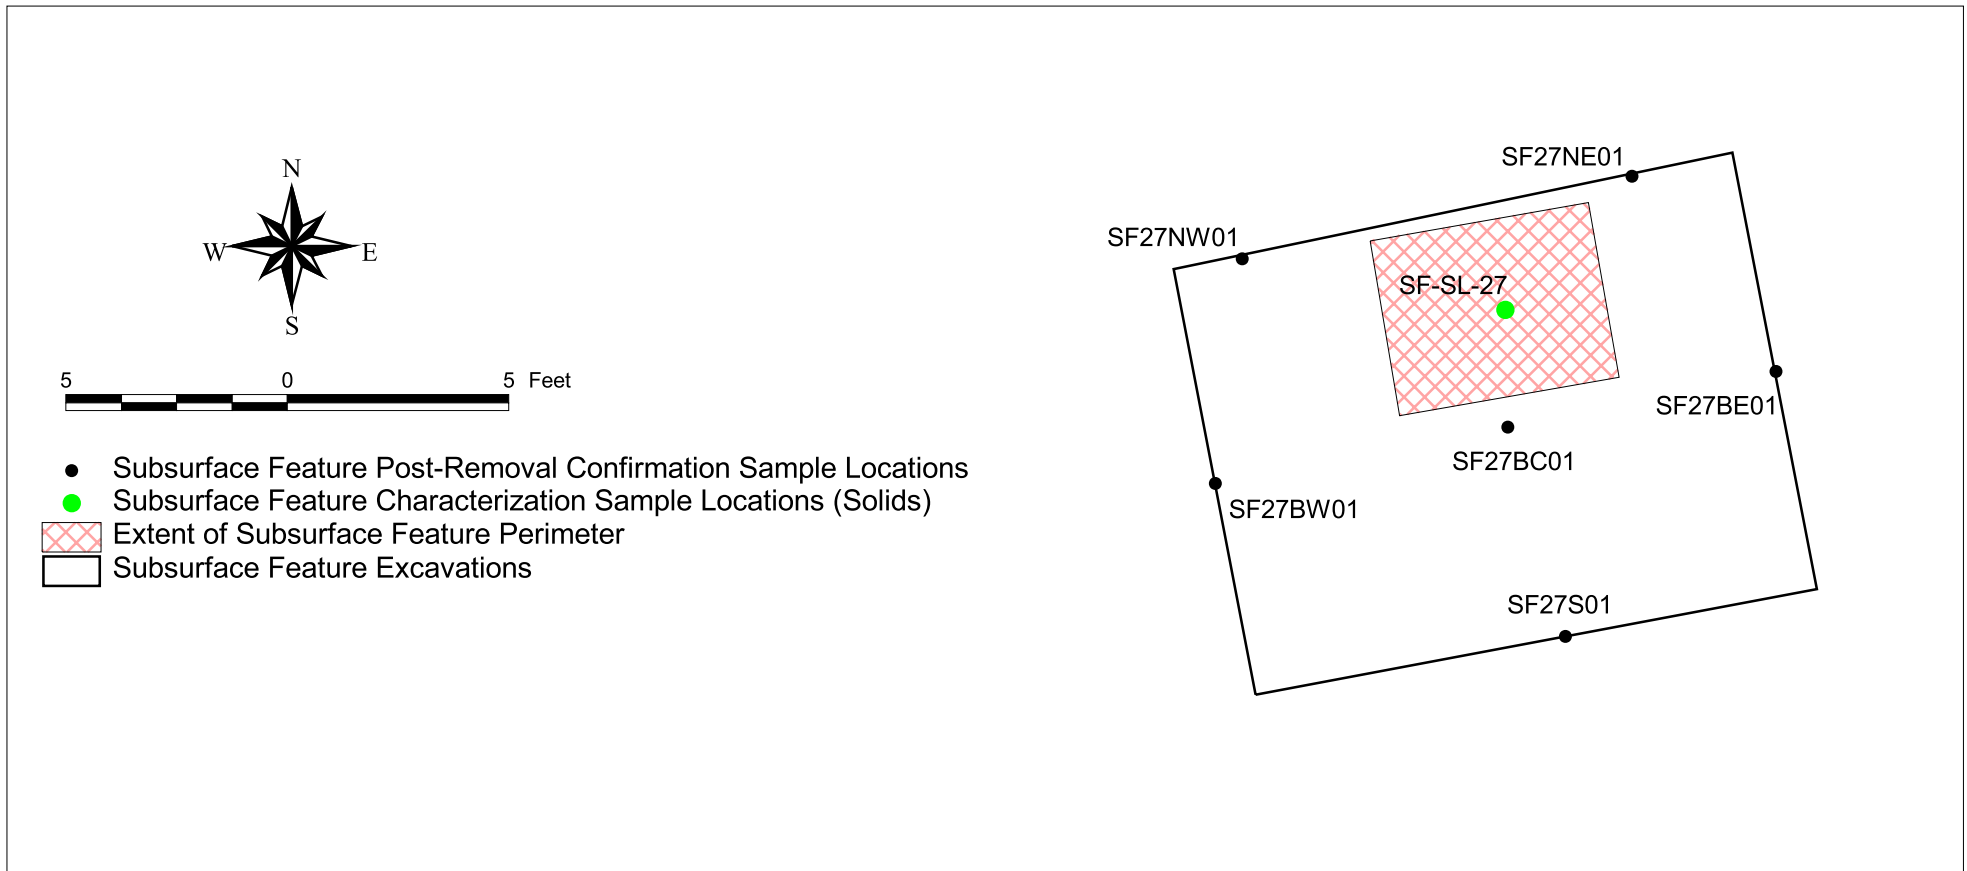 N
W E
S
5 0 5 Feet
Subsurface Feature Post-Removal Confirmation Sample Locations
Subsurface Feature Characterization Sample Locations (Solids)
Extent of Subsurface Feature Perimeter
Subsurface Feature Excavations
SF27NE01
SF27NW01
SF-SL-27
SF27BE01
SF27BC01
SF27BW01
SF27S01